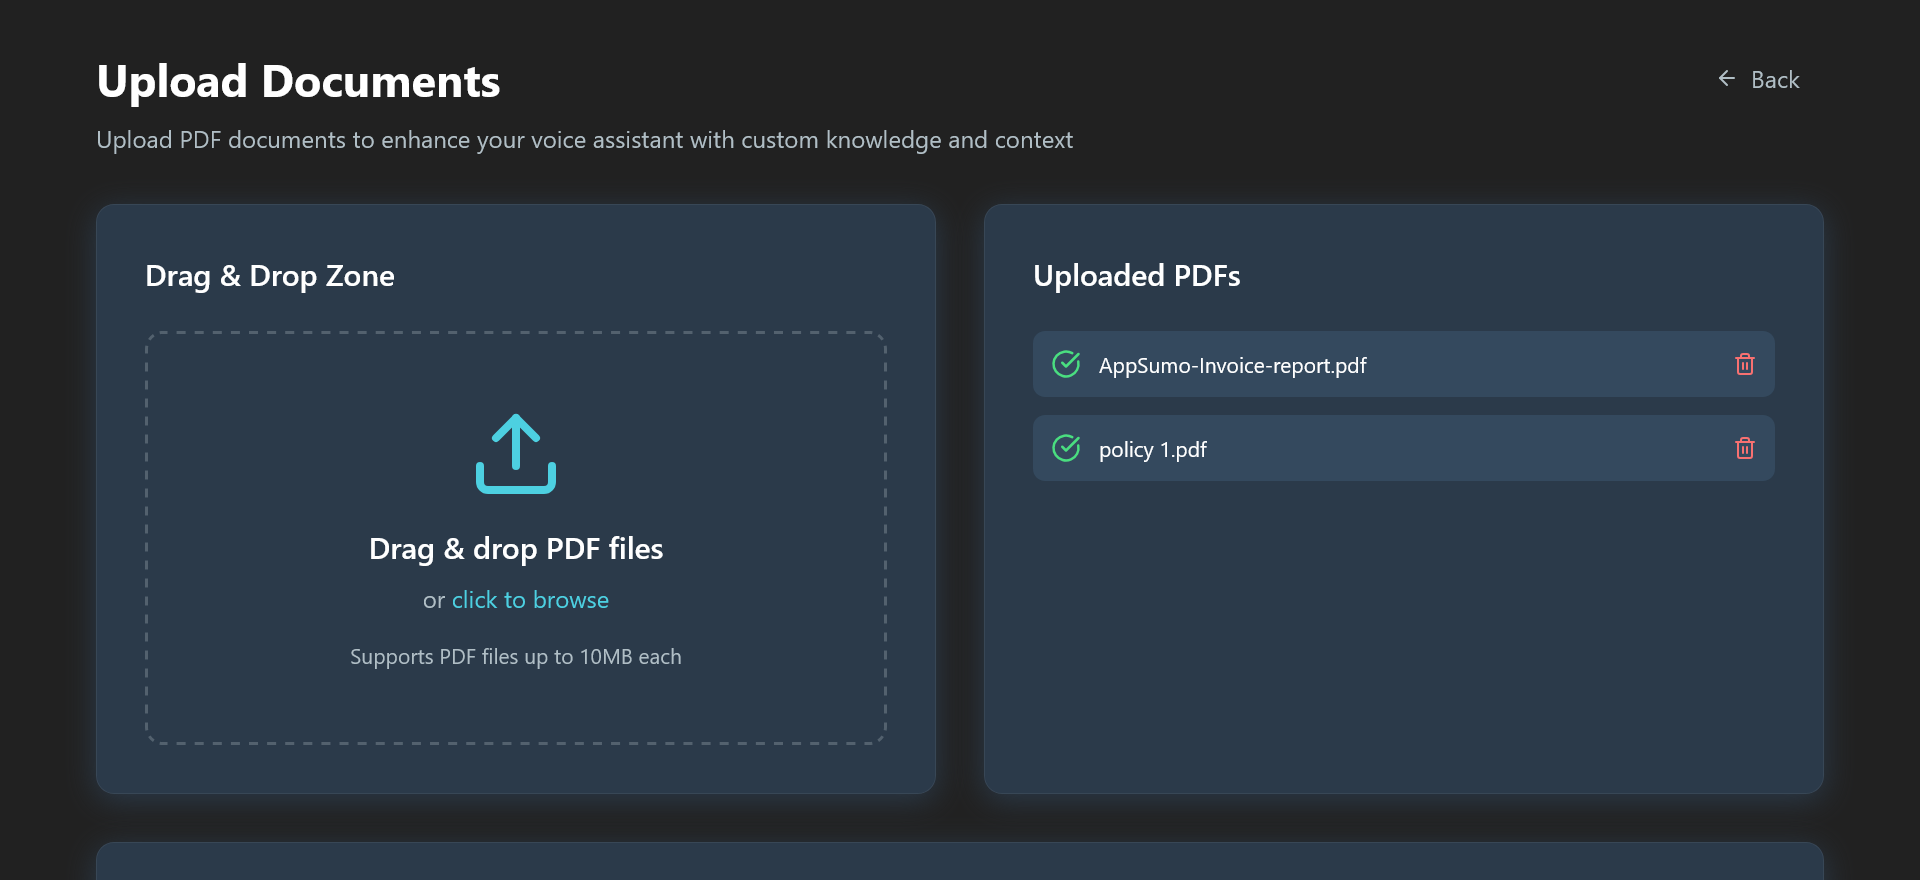 Upload Documents
Back
Upload PDF documents to enhance your voice assistant with custom knowledge and context
Drag & Drop Zone
Drag & drop PDF files
or click to browse
Supports PDF files up to 10MB each
Uploaded PDFs
AppSumo-Invoice-report.pdf
policy 1.pdf